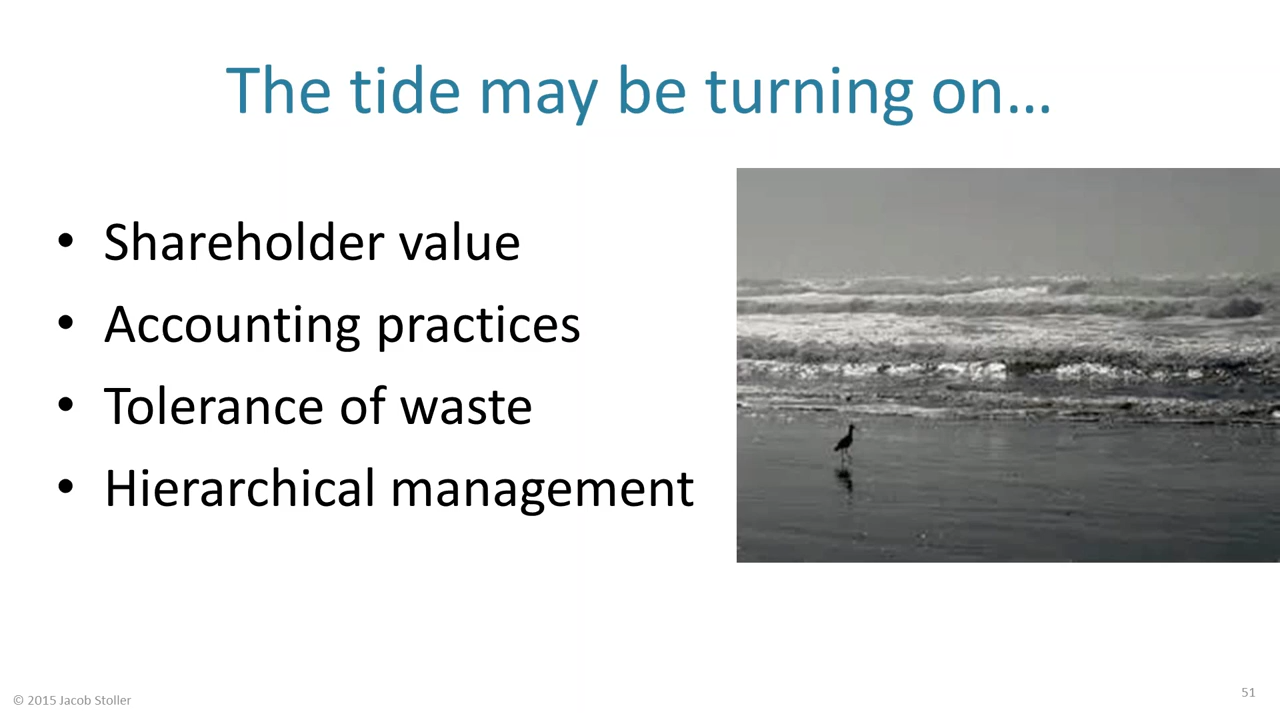 The tide may be turning on...
• Shareholder value
• Accounting practices
• Tolerance of waste
• Hierarchical management
© 2015 Jacob Stoller
51